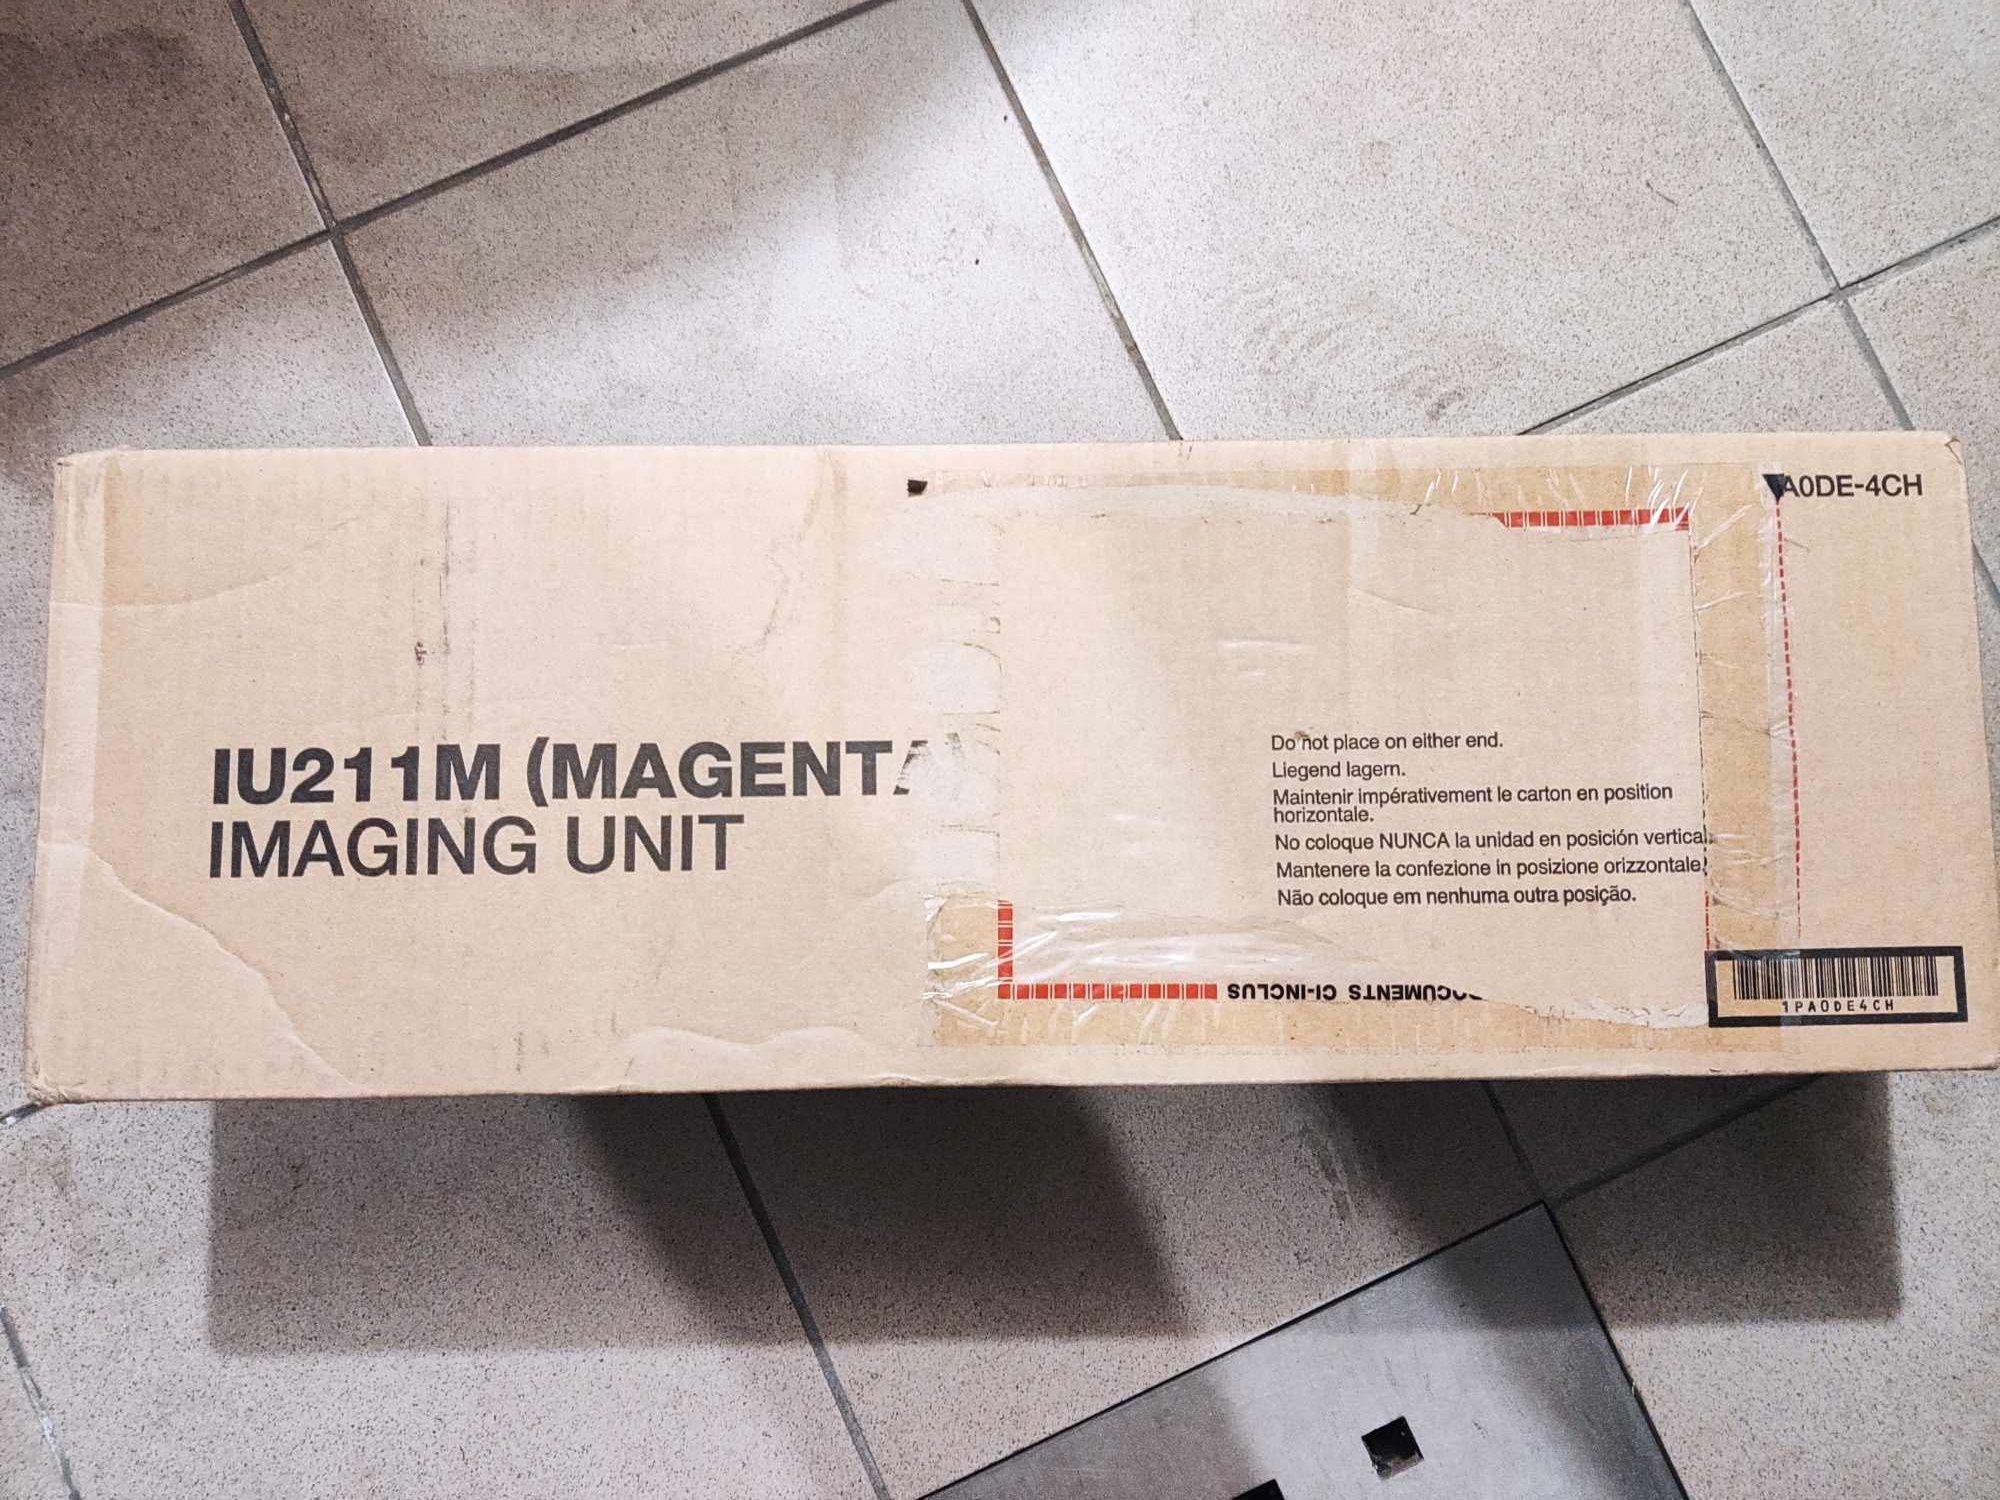 A0DE-4CH
IU211M (MAGENTA
IMAGING UNIT
Do not place on either end.
Liegend lagern.
Maintenir impérativement le carton en position
horizontale.
No coloque NUNCA la unidad en posición vertical.
Mantenere la confezione in posizione orizzontale.
Não coloque em nenhuma outra posição.
DOCUMENTS CI-INCLUS
1PA0DE4CH